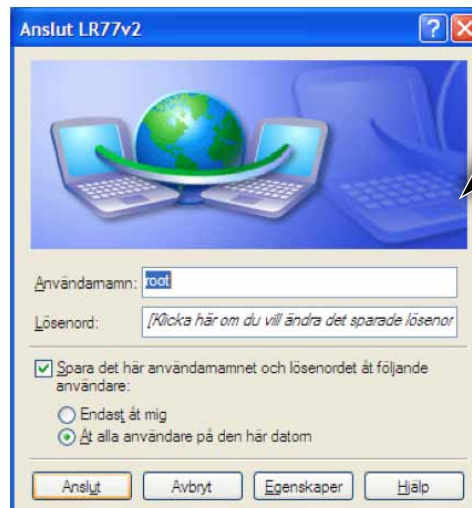 Anslut LR77v2
Användarnamn: root
Lösenord: [Klicka här om du vill ändra det sparade lösenor
Spara det här användarnamnet och lösenordet åt följande
användare:
Endast åt mig
Åt alla användare på den här datorn
Anslut Avbryt Egenskaper Hjälp